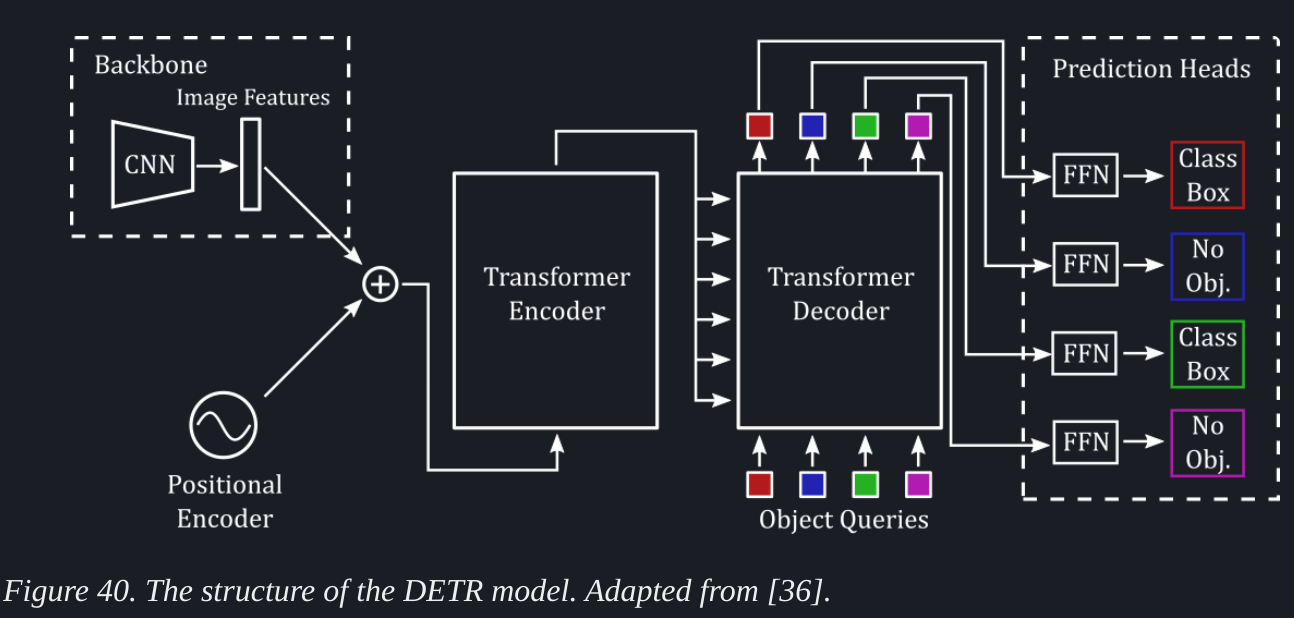 Backbone
Image Features
CNN
Positional
Encoder
Transformer
Encoder
Transformer
Decoder
Object Queries
Prediction Heads
FFN
Class
Box
FFN
No
Obj.
FFN
Class
Box
FFN
No
Obj.
Figure 40. The structure of the DETR model. Adapted from [36].